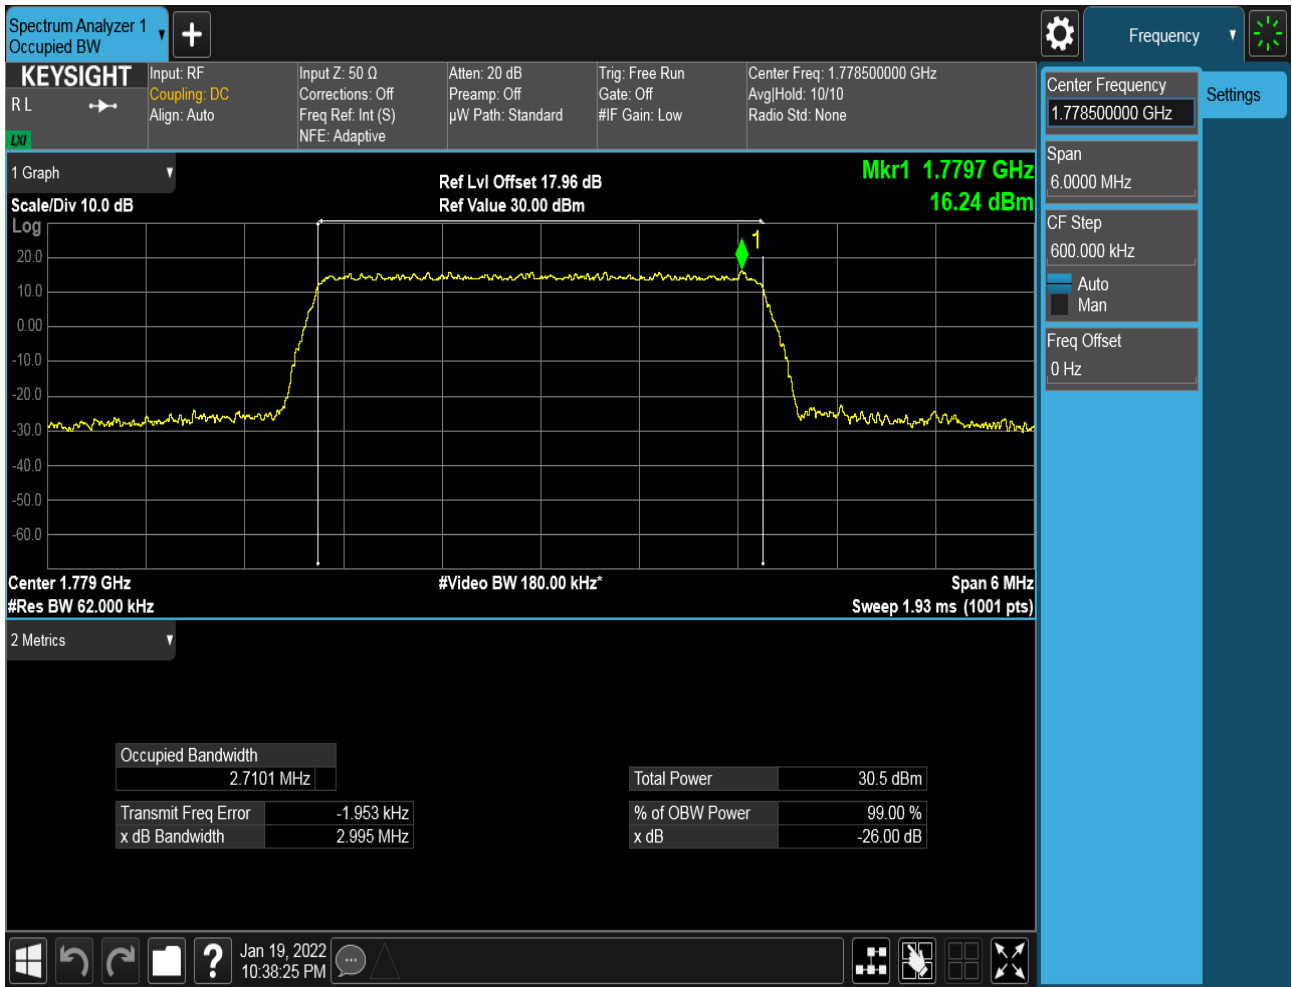 Spectrum Analyzer 1
Occupied BW
▼
+
Frequency ▼
KEYSIGHT
R L
LXI
Input: RF
Coupling: DC
Align: Auto
Input Z: 50 Ω
Corrections: Off
Freq Ref: Int (S)
NFE: Adaptive
Atten: 20 dB
Preamp: Off
µW Path: Standard
Trig: Free Run
Gate: Off
#IF Gain: Low
Center Freq: 1.778500000 GHz
Avg|Hold: 10/10
Radio Std: None
Center Frequency
1.778500000 GHz
Settings
Span
6.0000 MHz
CF Step
600.000 kHz
Auto
Man
Freq Offset
0 Hz
1 Graph ▼
Scale/Div 10.0 dB
Ref Lvl Offset 17.96 dB
Ref Value 30.00 dBm
Mkr1 1.7797 GHz
16.24 dBm
Log
1
20.0
10.0
0.00
-10.0
-20.0
-30.0
-40.0
-50.0
-60.0
Center 1.779 GHz
#Res BW 62.000 kHz
#Video BW 180.00 kHz*
Span 6 MHz
Sweep 1.93 ms (1001 pts)
2 Metrics ▼
Occupied Bandwidth
2.7101 MHz
Transmit Freq Error -1.953 kHz
x dB Bandwidth 2.995 MHz
Total Power 30.5 dBm
% of OBW Power 99.00 %
x dB -26.00 dB
?
Jan 19, 2022
10:38:25 PM